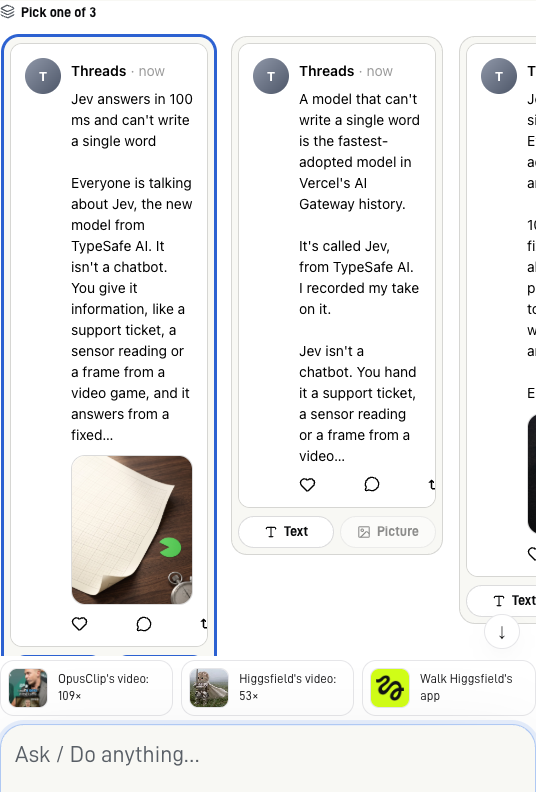 Pick one of 3
T
Threads · now
Jev answers in 100
ms and can't write
a single word
Everyone is talking
about Jev, the new
model from
TypeSafe AI. It
isn't a chatbot.
You give it
information, like a
support ticket, a
sensor reading or
a frame from a
video game, and it
answers from a
fixed...
T
Threads · now
A model that can't
write a single word
is the fastest-
adopted model in
Vercel's AI
Gateway history.
It's called Jev,
from TypeSafe AI.
I recorded my take
on it.
Jev isn't a
chatbot. You hand
it a support ticket,
a sensor reading
or a frame from a
video...
Text
Picture
T
Text
OpusClip's video:
109×
Higgsfield's video:
53×
Walk Higgsfield's
app
Ask / Do anything...